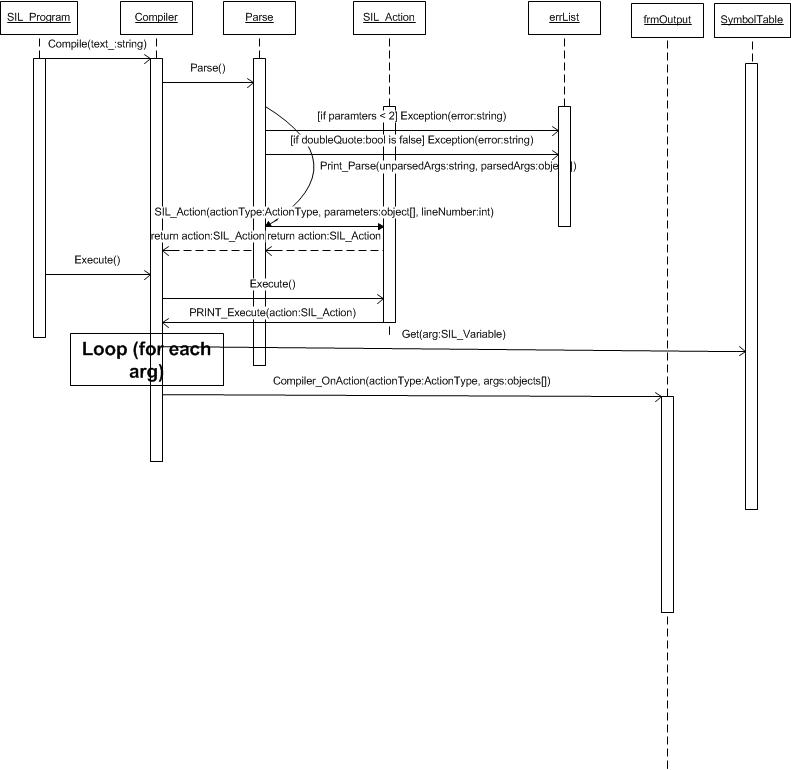 SIL_Program
Compiler
Parse
SIL_Action
errList
frmOutput
SymbolTable
Compile(text_:string)
Parse()
[if paramters < 2] Exception(error:string)
[if doubleQuote:bool is false] Exception(error:string)
Print_Parse(unparsedArgs:string, parsedArgs:object[])
SIL_Action(actionType:ActionType, parameters:object[], lineNumber:int)
return action:SIL_Action
return action:SIL_Action
Execute()
Execute()
PRINT_Execute(action:SIL_Action)
Get(arg:SIL_Variable)
Loop (for each
arg)
Compiler_OnAction(actionType:ActionType, args:objects[])